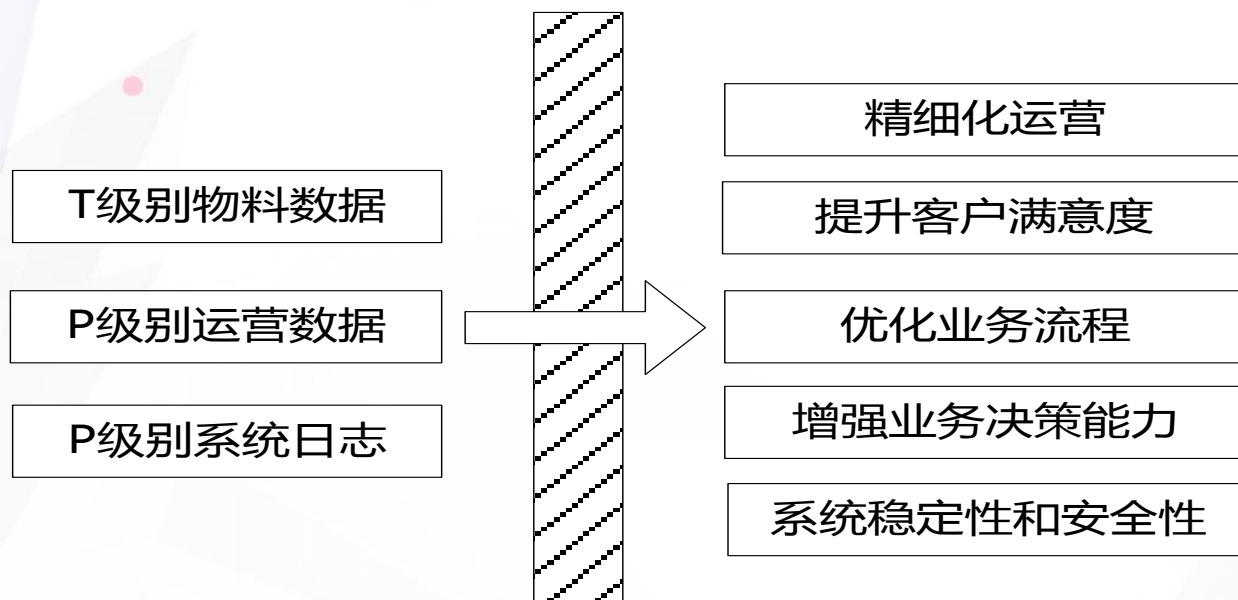 T级别物料数据
P级别运营数据
P级别系统日志
精细化运营
提升客户满意度
优化业务流程
增强业务决策能力
系统稳定性和安全性